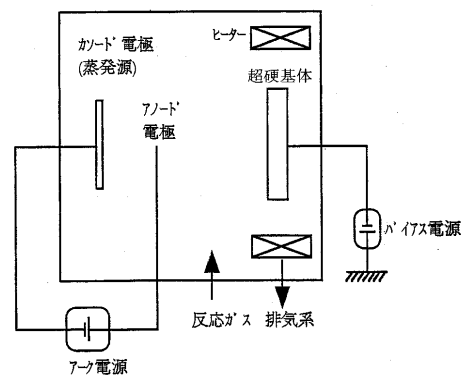 ヒーター
カソード電極
(蒸発源)
超硬基体
アノード
電極
バイアス電源
反応ガス
排気系
アーク電源